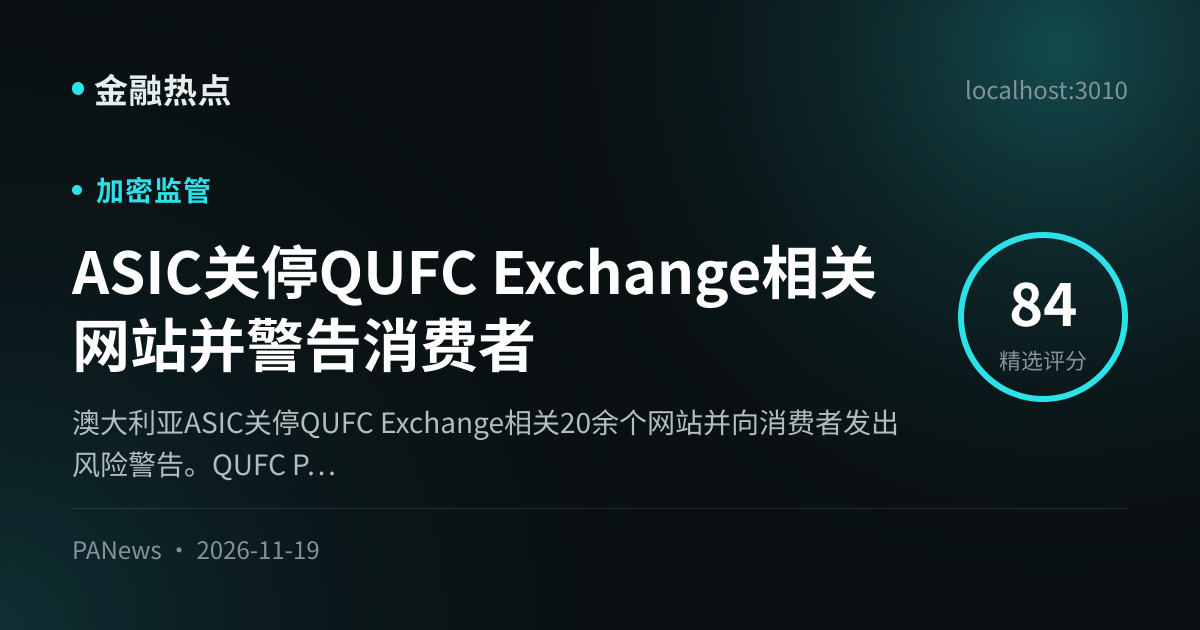 金融热点
localhost:3010
加密监管
ASIC关停QUFC Exchange相关
网站并警告消费者
84
精选评分
澳大利亚ASIC关停QUFC Exchange相关20余个网站并向消费者发出
风险警告。QUFC P…
PANews • 2026-11-19